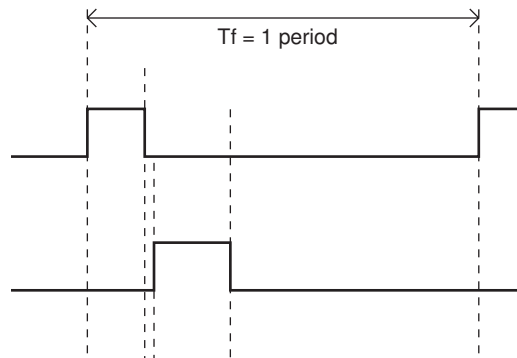 Tf = 1 period